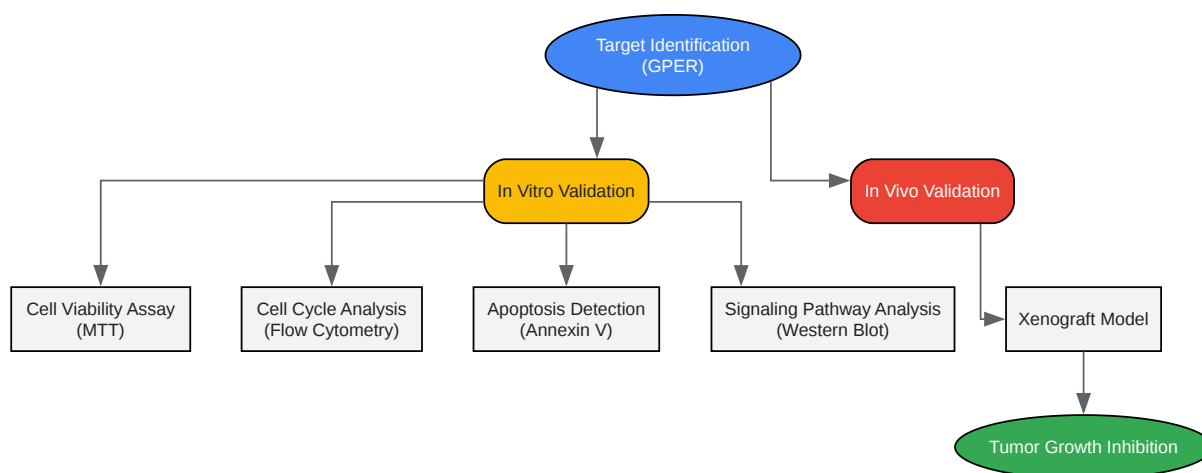 Target Identification
(GPER)
In Vitro Validation
In Vivo Validation
Cell Viability Assay
(MTT)
Cell Cycle Analysis
(Flow Cytometry)
Apoptosis Detection
(Annexin V)
Signaling Pathway Analysis
(Western Blot)
Xenograft Model
Tumor Growth Inhibition